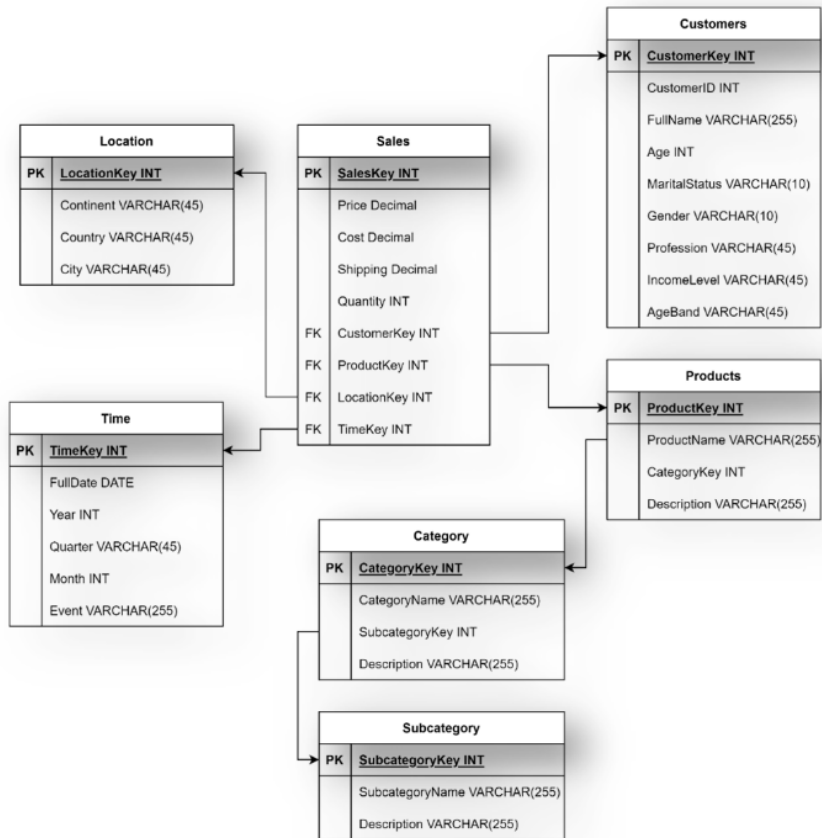 Customers
PK CustomerKey INT
CustomerID INT
FullName VARCHAR(255)
Age INT
MaritalStatus VARCHAR(10)
Gender VARCHAR(10)
Profession VARCHAR(45)
IncomeLevel VARCHAR(45)
AgeBand VARCHAR(45)
Location
PK LocationKey INT
Continent VARCHAR(45)
Country VARCHAR(45)
City VARCHAR(45)
Sales
PK SalesKey INT
Price Decimal
Cost Decimal
Shipping Decimal
Quantity INT
FK CustomerKey INT
FK ProductKey INT
FK LocationKey INT
FK TimeKey INT
Products
PK ProductKey INT
ProductName VARCHAR(255)
CategoryKey INT
Description VARCHAR(255)
Time
PK TimeKey INT
FullDate DATE
Year INT
Quarter VARCHAR(45)
Month INT
Event VARCHAR(255)
Category
PK CategoryKey INT
CategoryName VARCHAR(255)
SubcategoryKey INT
Description VARCHAR(255)
Subcategory
PK SubcategoryKey INT
SubcategoryName VARCHAR(255)
Description VARCHAR(255)